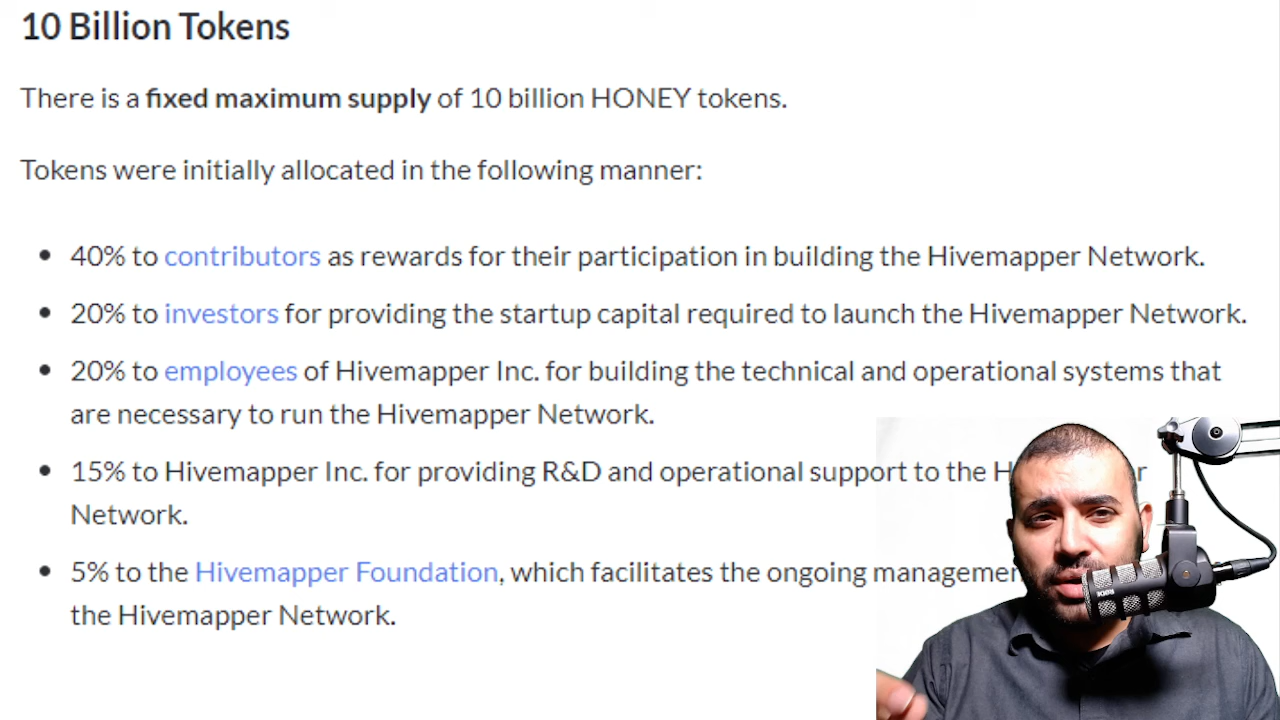 10 Billion Tokens
There is a fixed maximum supply of 10 billion HONEY tokens.
Tokens were initially allocated in the following manner:
40% to contributors as rewards for their participation in building the Hivemapper Network.
20% to investors for providing the startup capital required to launch the Hivemapper Network.
20% to employees of Hivemapper Inc. for building the technical and operational systems that
are necessary to run the Hivemapper Network.
15% to Hivemapper Inc. for providing R&D and operational support to the
Network.
5% to the Hivemapper Foundation, which facilitates the ongoing
the Hivemapper Network.
RØDE